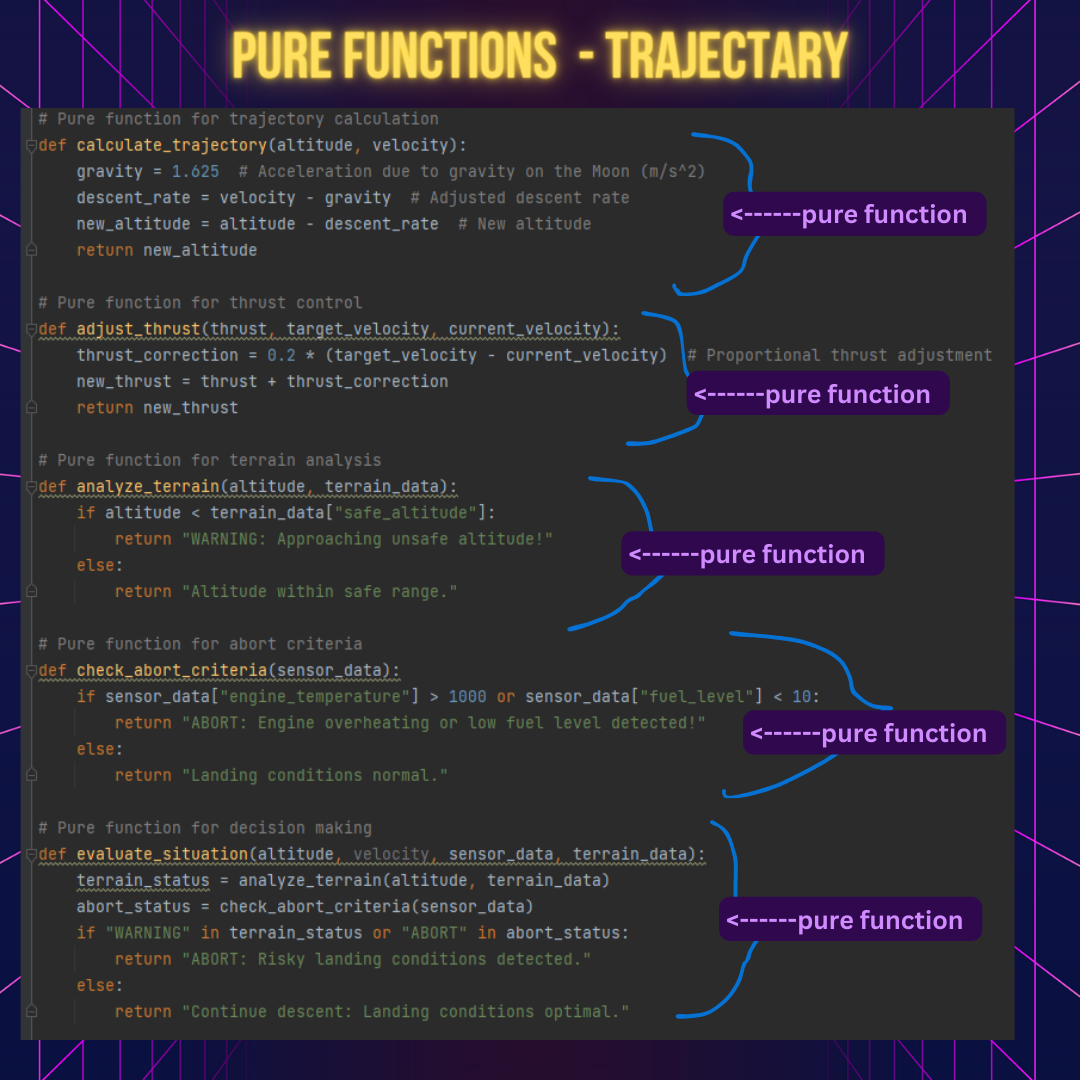 PURE FUNCTIONS - TRAJECTARY
# Pure function for trajectory calculation
def calculate_trajectory(altitude, velocity):
    gravity = 1.625  # Acceleration due to gravity on the Moon (m/s^2)
    descent_rate = velocity - gravity  # Adjusted descent rate
<------pure function
    new_altitude = altitude - descent_rate  # New altitude
    return new_altitude
# Pure function for thrust control
def adjust_thrust(thrust, target_velocity, current_velocity):
    thrust_correction = 0.2 * (target_velocity - current_velocity)  # Proportional thrust adjustment
    new_thrust = thrust + thrust_correction
<------pure function
    return new_thrust
# Pure function for terrain analysis
def analyze_terrain(altitude, terrain_data):
    if altitude < terrain_data["safe_altitude"]:
        return "WARNING: Approaching unsafe altitude!"
<------pure function
    else:
        return "Altitude within safe range."
# Pure function for abort criteria
def check_abort_criteria(sensor_data):
    if sensor_data["engine_temperature"] > 1000 or sensor_data["fuel_level"] < 10:
        return "ABORT: Engine overheating or low fuel level detected!"
<------pure function
    else:
        return "Landing conditions normal."
# Pure function for decision making
def evaluate_situation(altitude, velocity, sensor_data, terrain_data):
    terrain_status = analyze_terrain(altitude, terrain_data)
    abort_status = check_abort_criteria(sensor_data)
<------pure function
    if "WARNING" in terrain_status or "ABORT" in abort_status:
        return "ABORT: Risky landing conditions detected."
    else:
        return "Continue descent: Landing conditions optimal."